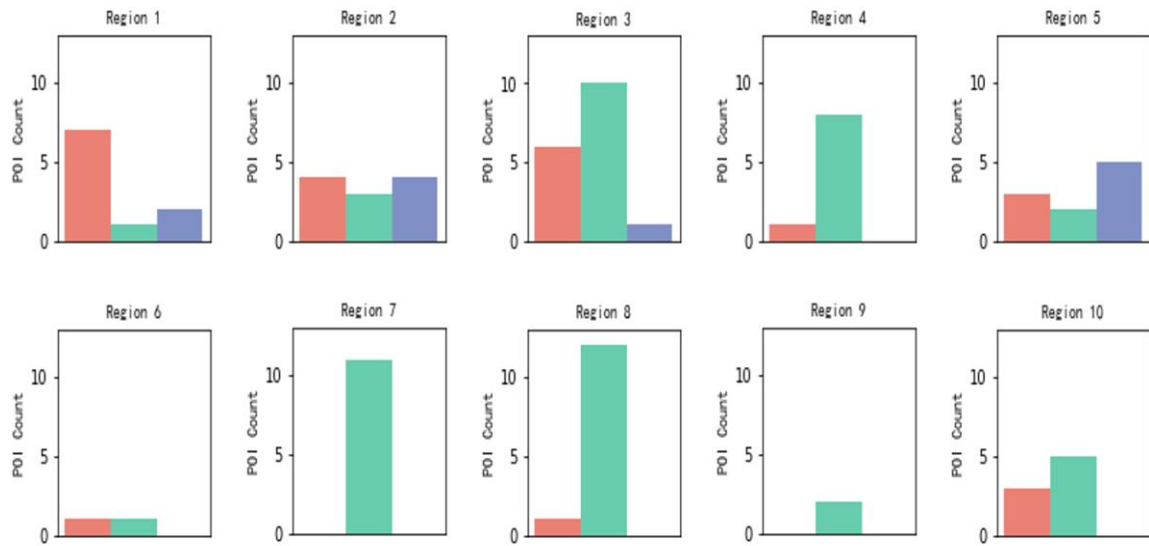 Region 1
10
5
0
POI Count
Region 2
10
5
0
POI Count
Region 3
10
5
0
POI Count
Region 4
10
5
0
POI Count
Region 5
10
5
0
POI Count
Region 6
10
5
0
POI Count
Region 7
10
5
0
POI Count
Region 8
10
5
0
POI Count
Region 9
10
5
0
POI Count
Region 10
10
5
0
POI Count